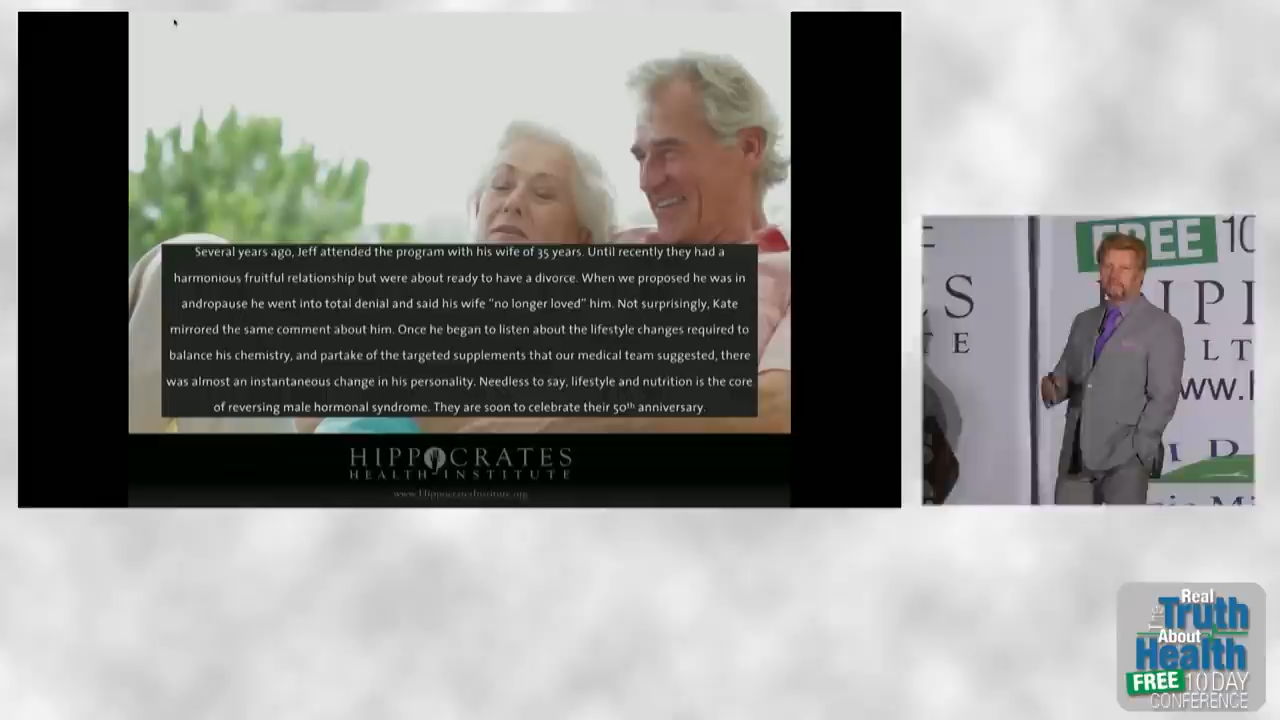 Several years ago, Jeff attended the program with his wife of 35 years. Until recently they had a
harmonious fruitful relationship but were about ready to have a divorce. When we proposed he was in
andropause he went into total denial and said his wife “no longer loved” him. Not surprisingly, Kate
mirrored the same comment about him. Once he began to listen about the lifestyle changes required to
balance his chemistry, and partake of the targeted supplements that our medical team suggested, there
was almost an instantaneous change in his personality. Needless to say, lifestyle and nutrition is the core
of reversing male hormonal syndrome. They are soon to celebrate their 50th anniversary.
HIPPOCRATES
HEALTH INSTITUTE
www.HippocratesInstitute.org
FREE 10
IPI
S
LT
TE
www.h
The Real
Truth
About
Health
FREE 10 DAY
CONFERENCE